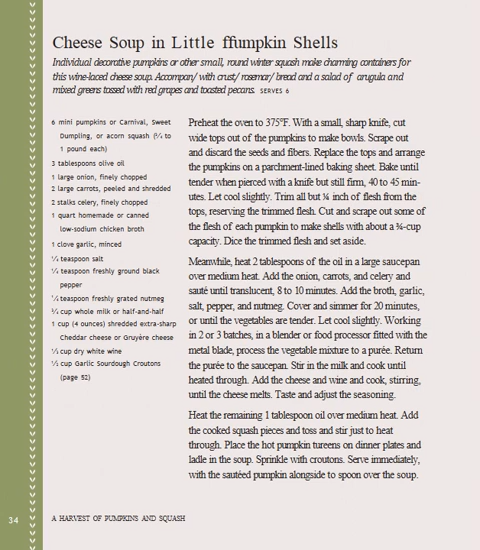 Cheese Soup in Little ffumpkin Shells
Individual decorative pumpkins or other small, round winter squash make charming containers for
this wine-laced cheese soup. Accompan/ with crust/ rosemar/ bread and a salad of arugula and
mixed greens tossed with red grapes and toasted pecans. SERVES 6
6 mini pumpkins or Carnival, Sweet
Dumpling, or acorn squash (¾ to
1 pound each)
3 tablespoons olive oil
1 large onion, finely chopped
2 large carrots, peeled and shredded
2 stalks celery, finely chopped
1 quart homemade or canned
low-sodium chicken broth
1 clove garlic, minced
¼ teaspoon salt
¼ teaspoon freshly ground black
pepper
¼ teaspoon freshly grated nutmeg
¾ cup whole milk or half-and-half
1 cup (4 ounces) shredded extra-sharp
Cheddar cheese or Gruyère cheese
⅓ cup dry white wine
½ cup Garlic Sourdough Croutons
(page 52)
Preheat the oven to 375°F. With a small, sharp knife, cut
wide tops out of the pumpkins to make bowls. Scrape out
and discard the seeds and fibers. Replace the tops and arrange
the pumpkins on a parchment-lined baking sheet. Bake until
tender when pierced with a knife but still firm, 40 to 45 min-
utes. Let cool slightly. Trim all but ¼ inch of flesh from the
tops, reserving the trimmed flesh. Cut and scrape out some of
the flesh of each pumpkin to make shells with about a ¾-cup
capacity. Dice the trimmed flesh and set aside.
Meanwhile, heat 2 tablespoons of the oil in a large saucepan
over medium heat. Add the onion, carrots, and celery and
sauté until translucent, 8 to 10 minutes. Add the broth, garlic,
salt, pepper, and nutmeg. Cover and simmer for 20 minutes,
or until the vegetables are tender. Let cool slightly. Working
in 2 or 3 batches, in a blender or food processor fitted with the
metal blade, process the vegetable mixture to a purée. Return
the purée to the saucepan. Stir in the milk and cook until
heated through. Add the cheese and wine and cook, stirring,
until the cheese melts. Taste and adjust the seasoning.
Heat the remaining 1 tablespoon oil over medium heat. Add
the cooked squash pieces and toss and stir just to heat
through. Place the hot pumpkin tureens on dinner plates and
ladle in the soup. Sprinkle with croutons. Serve immediately,
with the sautéed pumpkin alongside to spoon over the soup.
34
A HARVEST OF PUMPKINS AND SQUASH